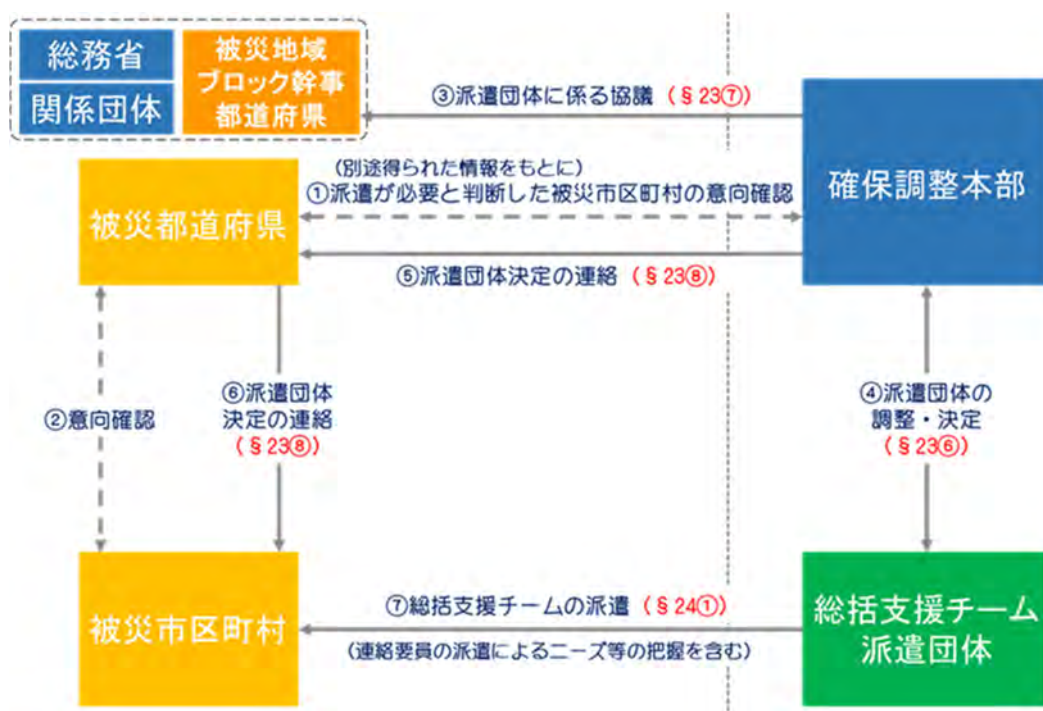 総務省
関係団体
被災地域
ブロック幹事
都道府県
③派遣団体に係る協議（§23⑦）
確保調整本部
(別途得られた情報をもとに)
①派遣が必要と判断した被災市区町村の意向確認
被災都道府県
⑤派遣団体決定の連絡（§23⑧）
②意向確認
⑥派遣団体
決定の連絡
（§23⑧）
④派遣団体の
調整・決定
（§23⑥）
被災市区町村
⑦総括支援チームの派遣（§24①）
(連絡要員の派遣によるニーズ等の把握を含む)
総括支援チーム
派遣団体